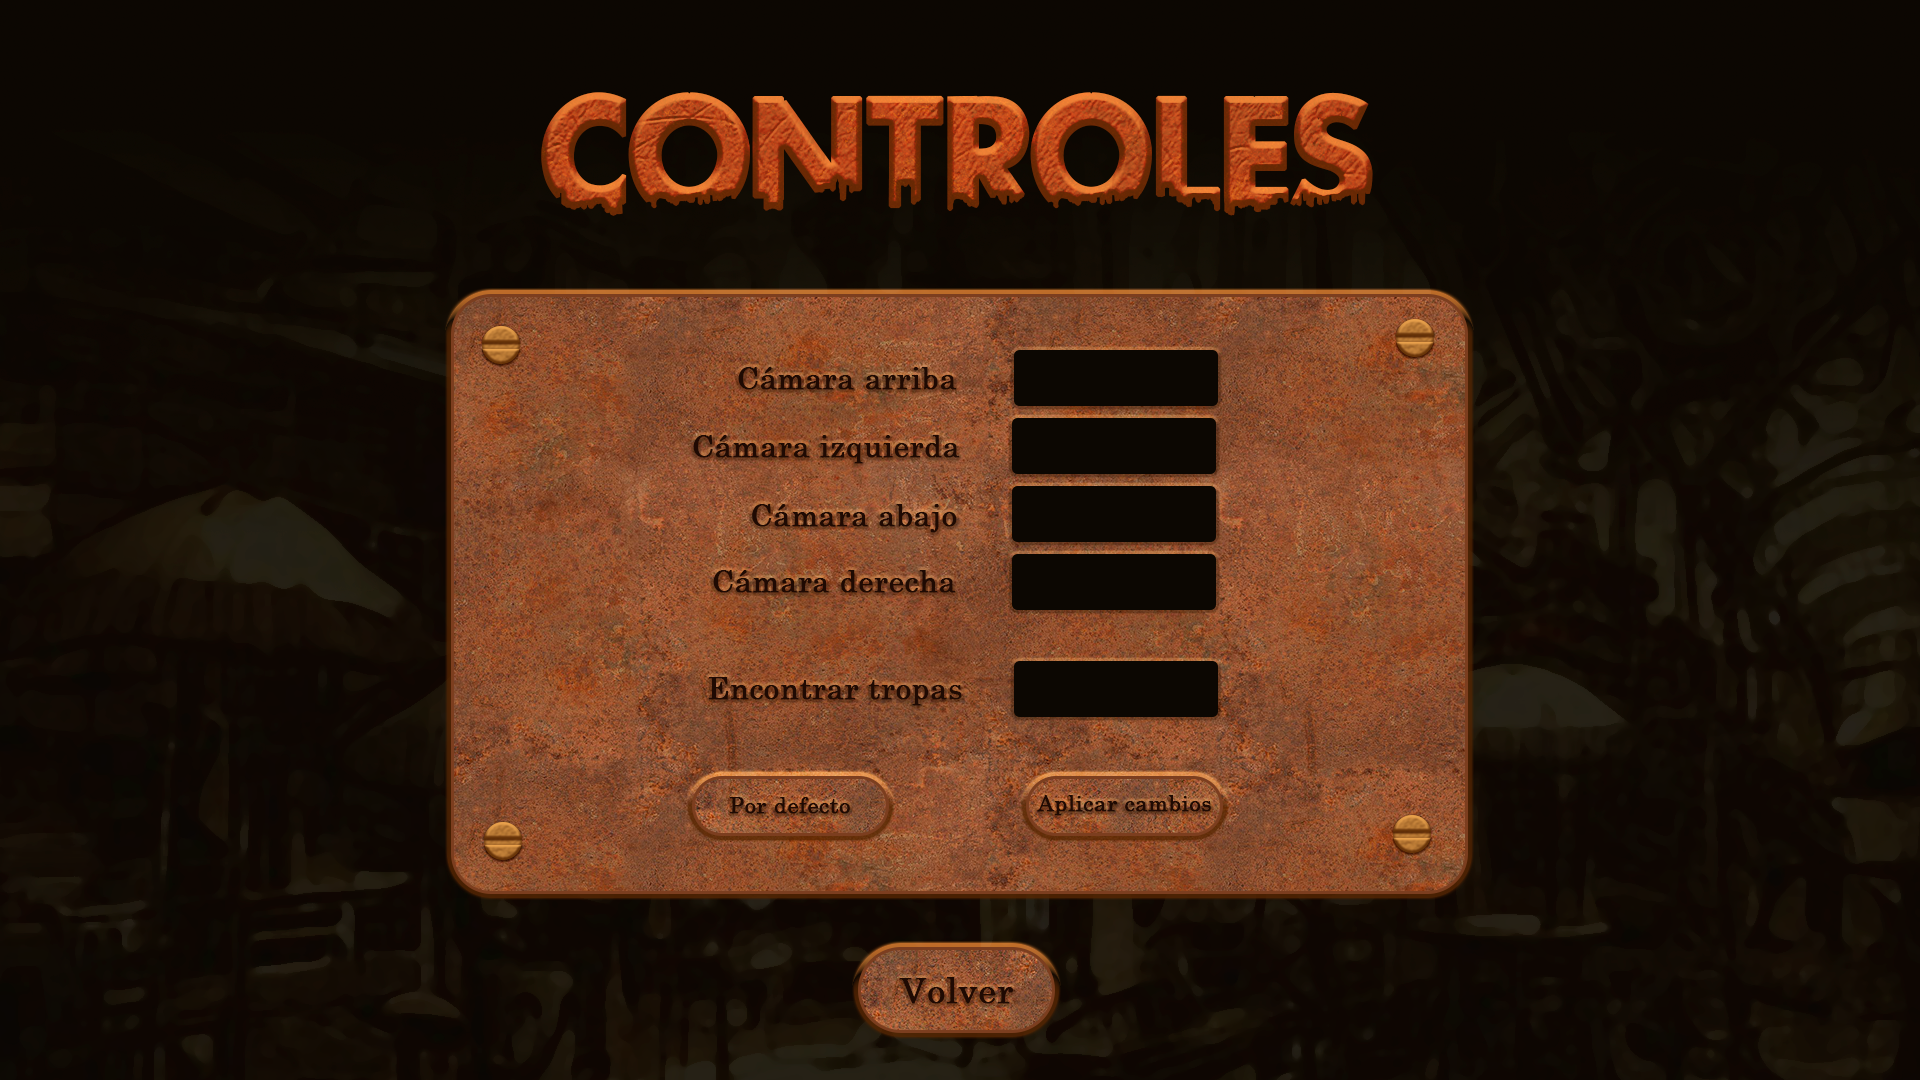 CONTROLES
Cámara arriba
Cámara izquierda
Cámara abajo
Cámara derecha
Encontrar tropas
Por defecto
Aplicar cambios
Volver